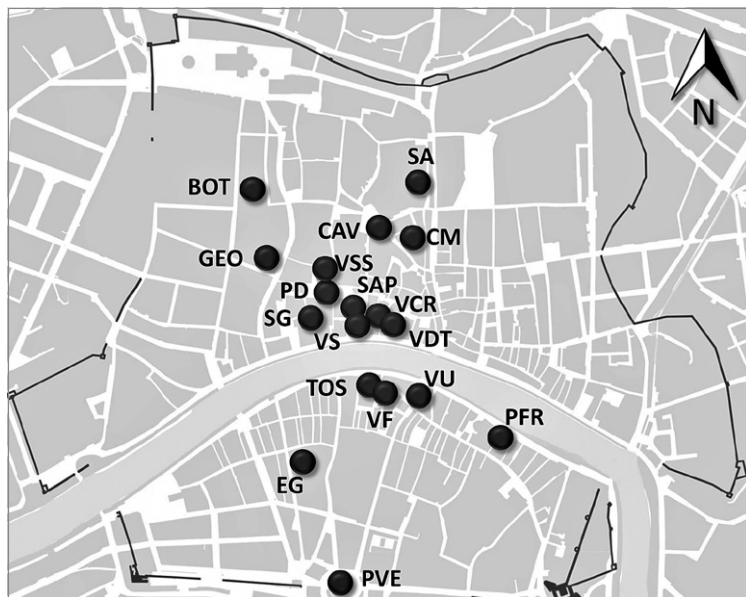 N
SA
BOT
CAV
CM
GEO
VSS
PD
SAP
VCR
SG
VS
VDT
TOS
VU
VF
PFR
EG
PVE